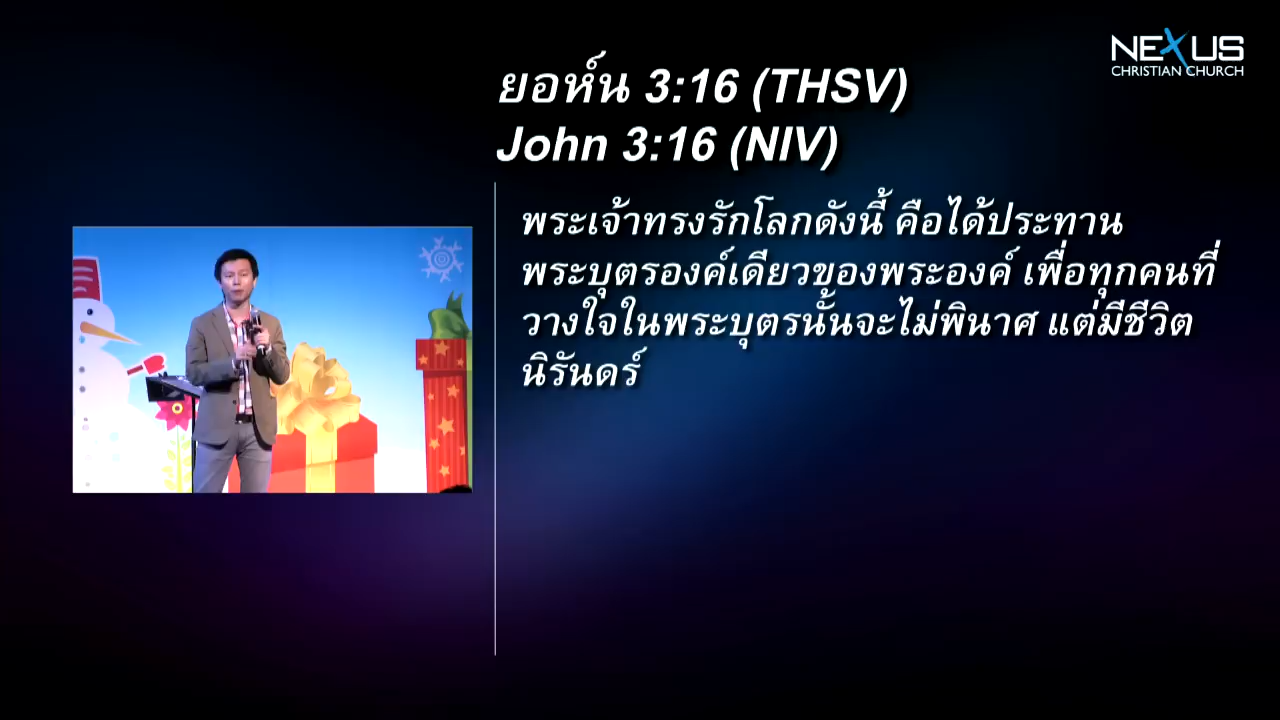 NEXUS
CHRISTIAN CHURCH
ยอห์น 3:16 (THSV)
John 3:16 (NIV)
พระเจ้าทรงรักโลกดังนี้ คือได้ประทาน
พระบุตรองค์เดียวของพระองค์ เพื่อทุกคนที่
วางใจในพระบุตรนั้นจะไม่พินาศ แต่มีชีวิต
นิรันดร์